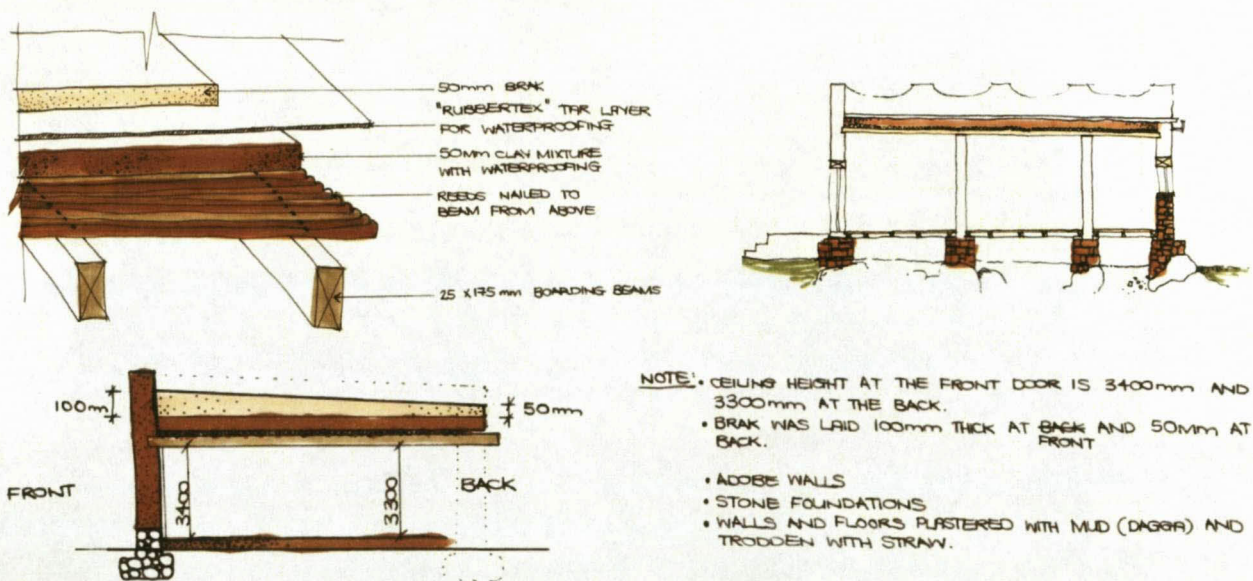 50mm BRAK
"RUBBERTEX" TAR LAYER
FOR WATERPROOFING
50mm CLAY MIXTURE
WITH WATERPROOFING
REEDS NAILED TO
BEAM FROM ABOVE
25 x 175 mm BOARDING BEAMS
100mm
50mm
FRONT
3400
3300
BACK
NOTE: • CEILING HEIGHT AT THE FRONT DOOR IS 3400mm AND
3300mm AT THE BACK.
• BRAK WAS LAID 100mm THICK AT BACK AND 50mm AT
BACK. FRONT
• ADOBE WALLS
• STONE FOUNDATIONS
• WALLS AND FLOORS PLASTERED WITH MUD (DAGGA) AND
TRODDEN WITH STRAW.